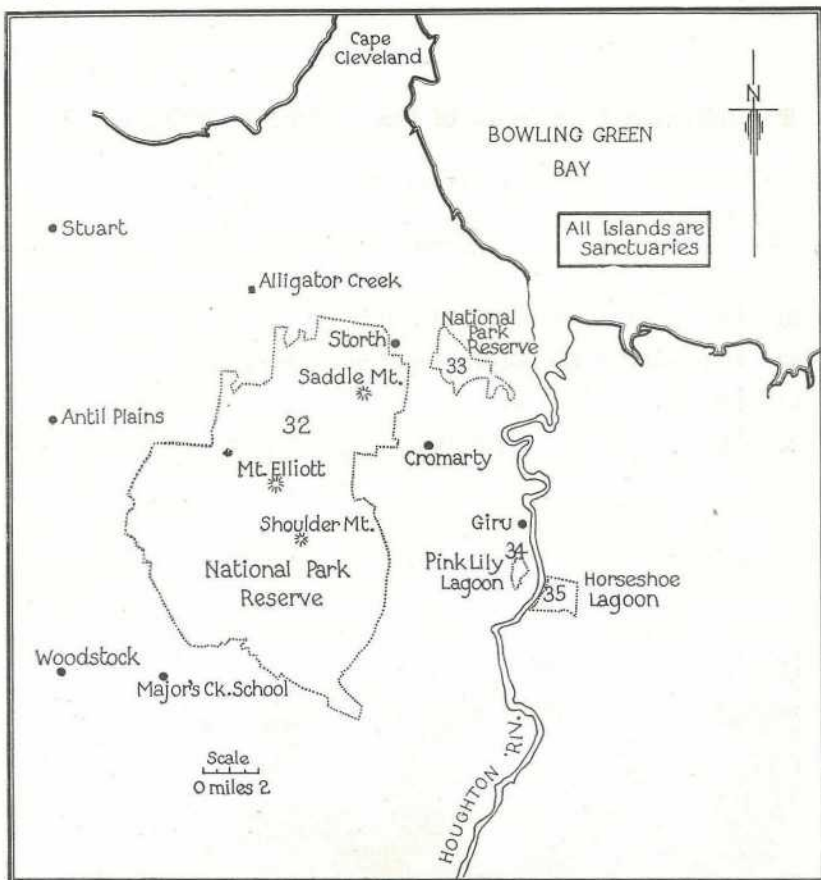 Cape
Cleveland
N
BOWLING GREEN
BAY
All Islands are
Sanctuaries
Stuart
Alligator Creek
National
Park
Reserve
33
Storth
Saddle Mt.
32
Antil Plains
Cromarty
Mt. Elliott
Shoulder Mt.
Giru
34
Pink Lily
Lagoon
35
Horseshoe
Lagoon
National Park
Reserve
Woodstock
Major's Ck. School
Scale
0 miles 2
HOUGHTON RIV.